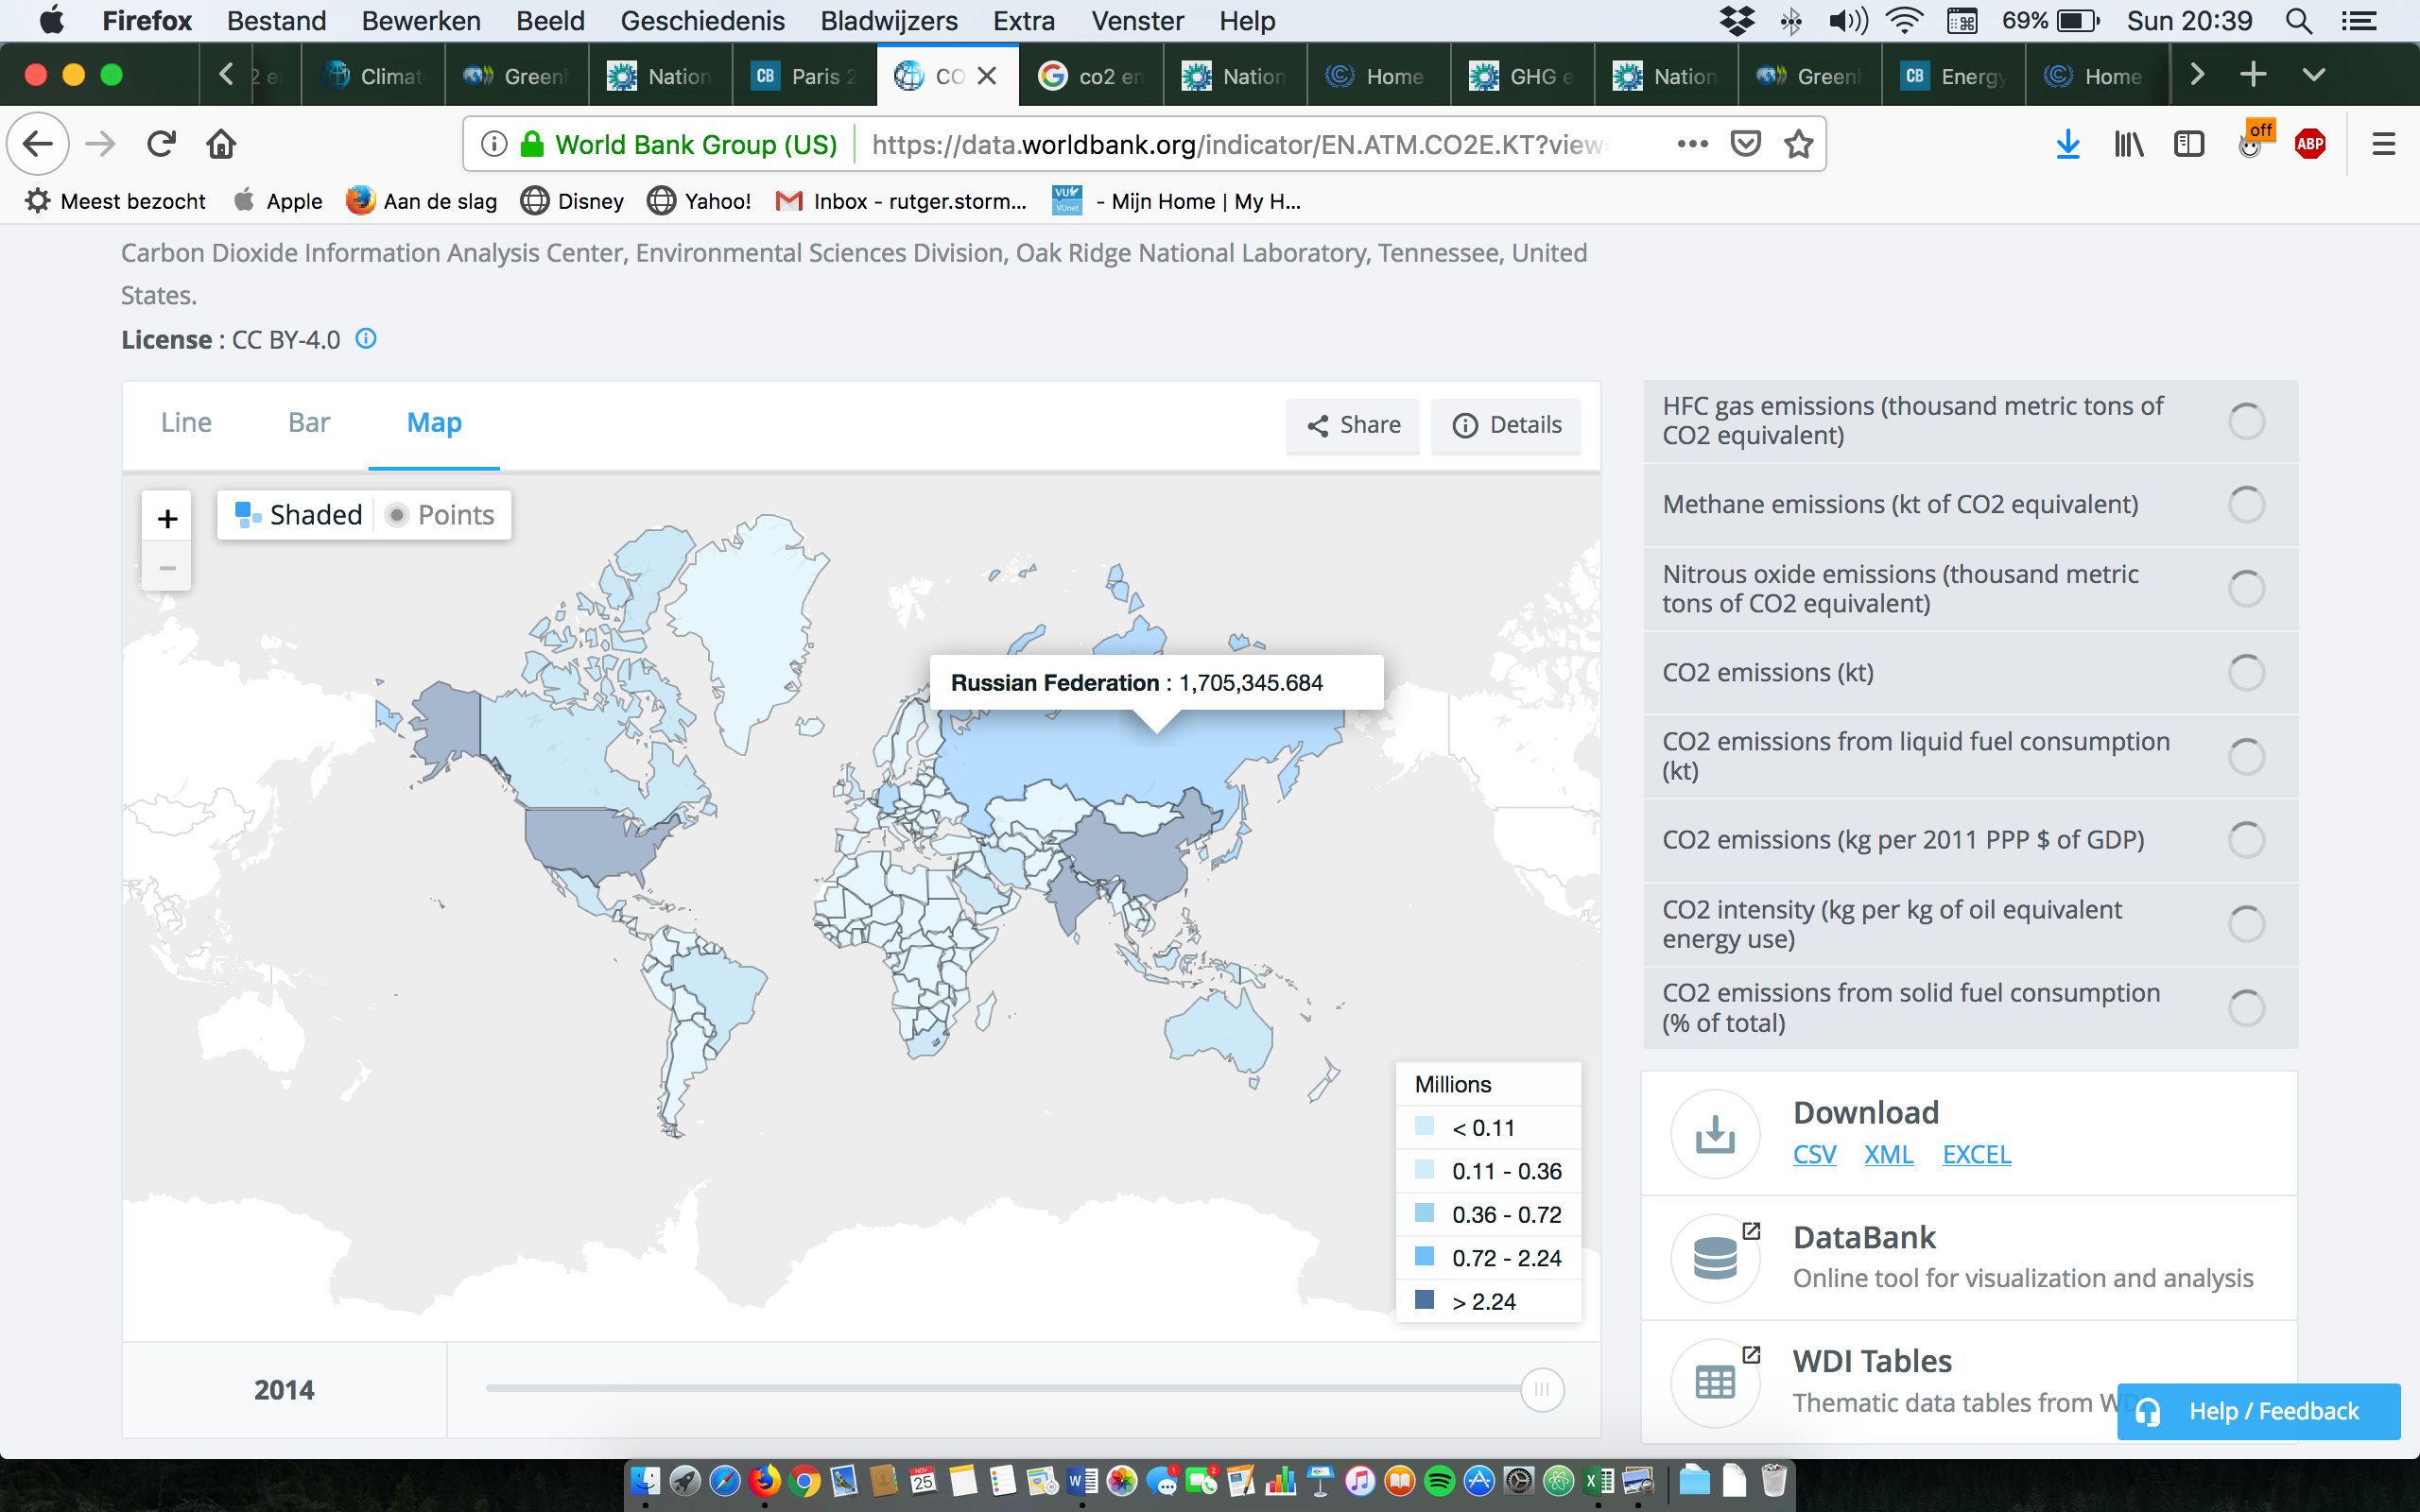 Firefox Bestand Bewerken Beeld Geschiedenis Bladwijzers Extra Venster Help 69% Sun 20:39
Climat Green Nation CB Paris 2 CO co2 en Nation Home GHG e Nation Green CB Energy Home
World Bank Group (US) https://data.worldbank.org/indicator/EN.ATM.CO2E.KT?view= off ABP
Meest bezocht Apple Aan de slag Disney Yahoo! Inbox - rutger.storm... - Mijn Home | My H...
Carbon Dioxide Information Analysis Center, Environmental Sciences Division, Oak Ridge National Laboratory, Tennessee, United
States.
License : CC BY-4.0
Line Bar Map Share Details
Shaded Points
Russian Federation : 1,705,345.684
Millions
< 0.11
0.11 - 0.36
0.36 - 0.72
0.72 - 2.24
> 2.24
2014
HFC gas emissions (thousand metric tons of
CO2 equivalent)
Methane emissions (kt of CO2 equivalent)
Nitrous oxide emissions (thousand metric
tons of CO2 equivalent)
CO2 emissions (kt)
CO2 emissions from liquid fuel consumption
(kt)
CO2 emissions (kg per 2011 PPP $ of GDP)
CO2 intensity (kg per kg of oil equivalent
energy use)
CO2 emissions from solid fuel consumption
(% of total)
Download
CSV XML EXCEL
DataBank
Online tool for visualization and analysis
WDI Tables
Thematic data tables from
Help / Feedback
NOV
25